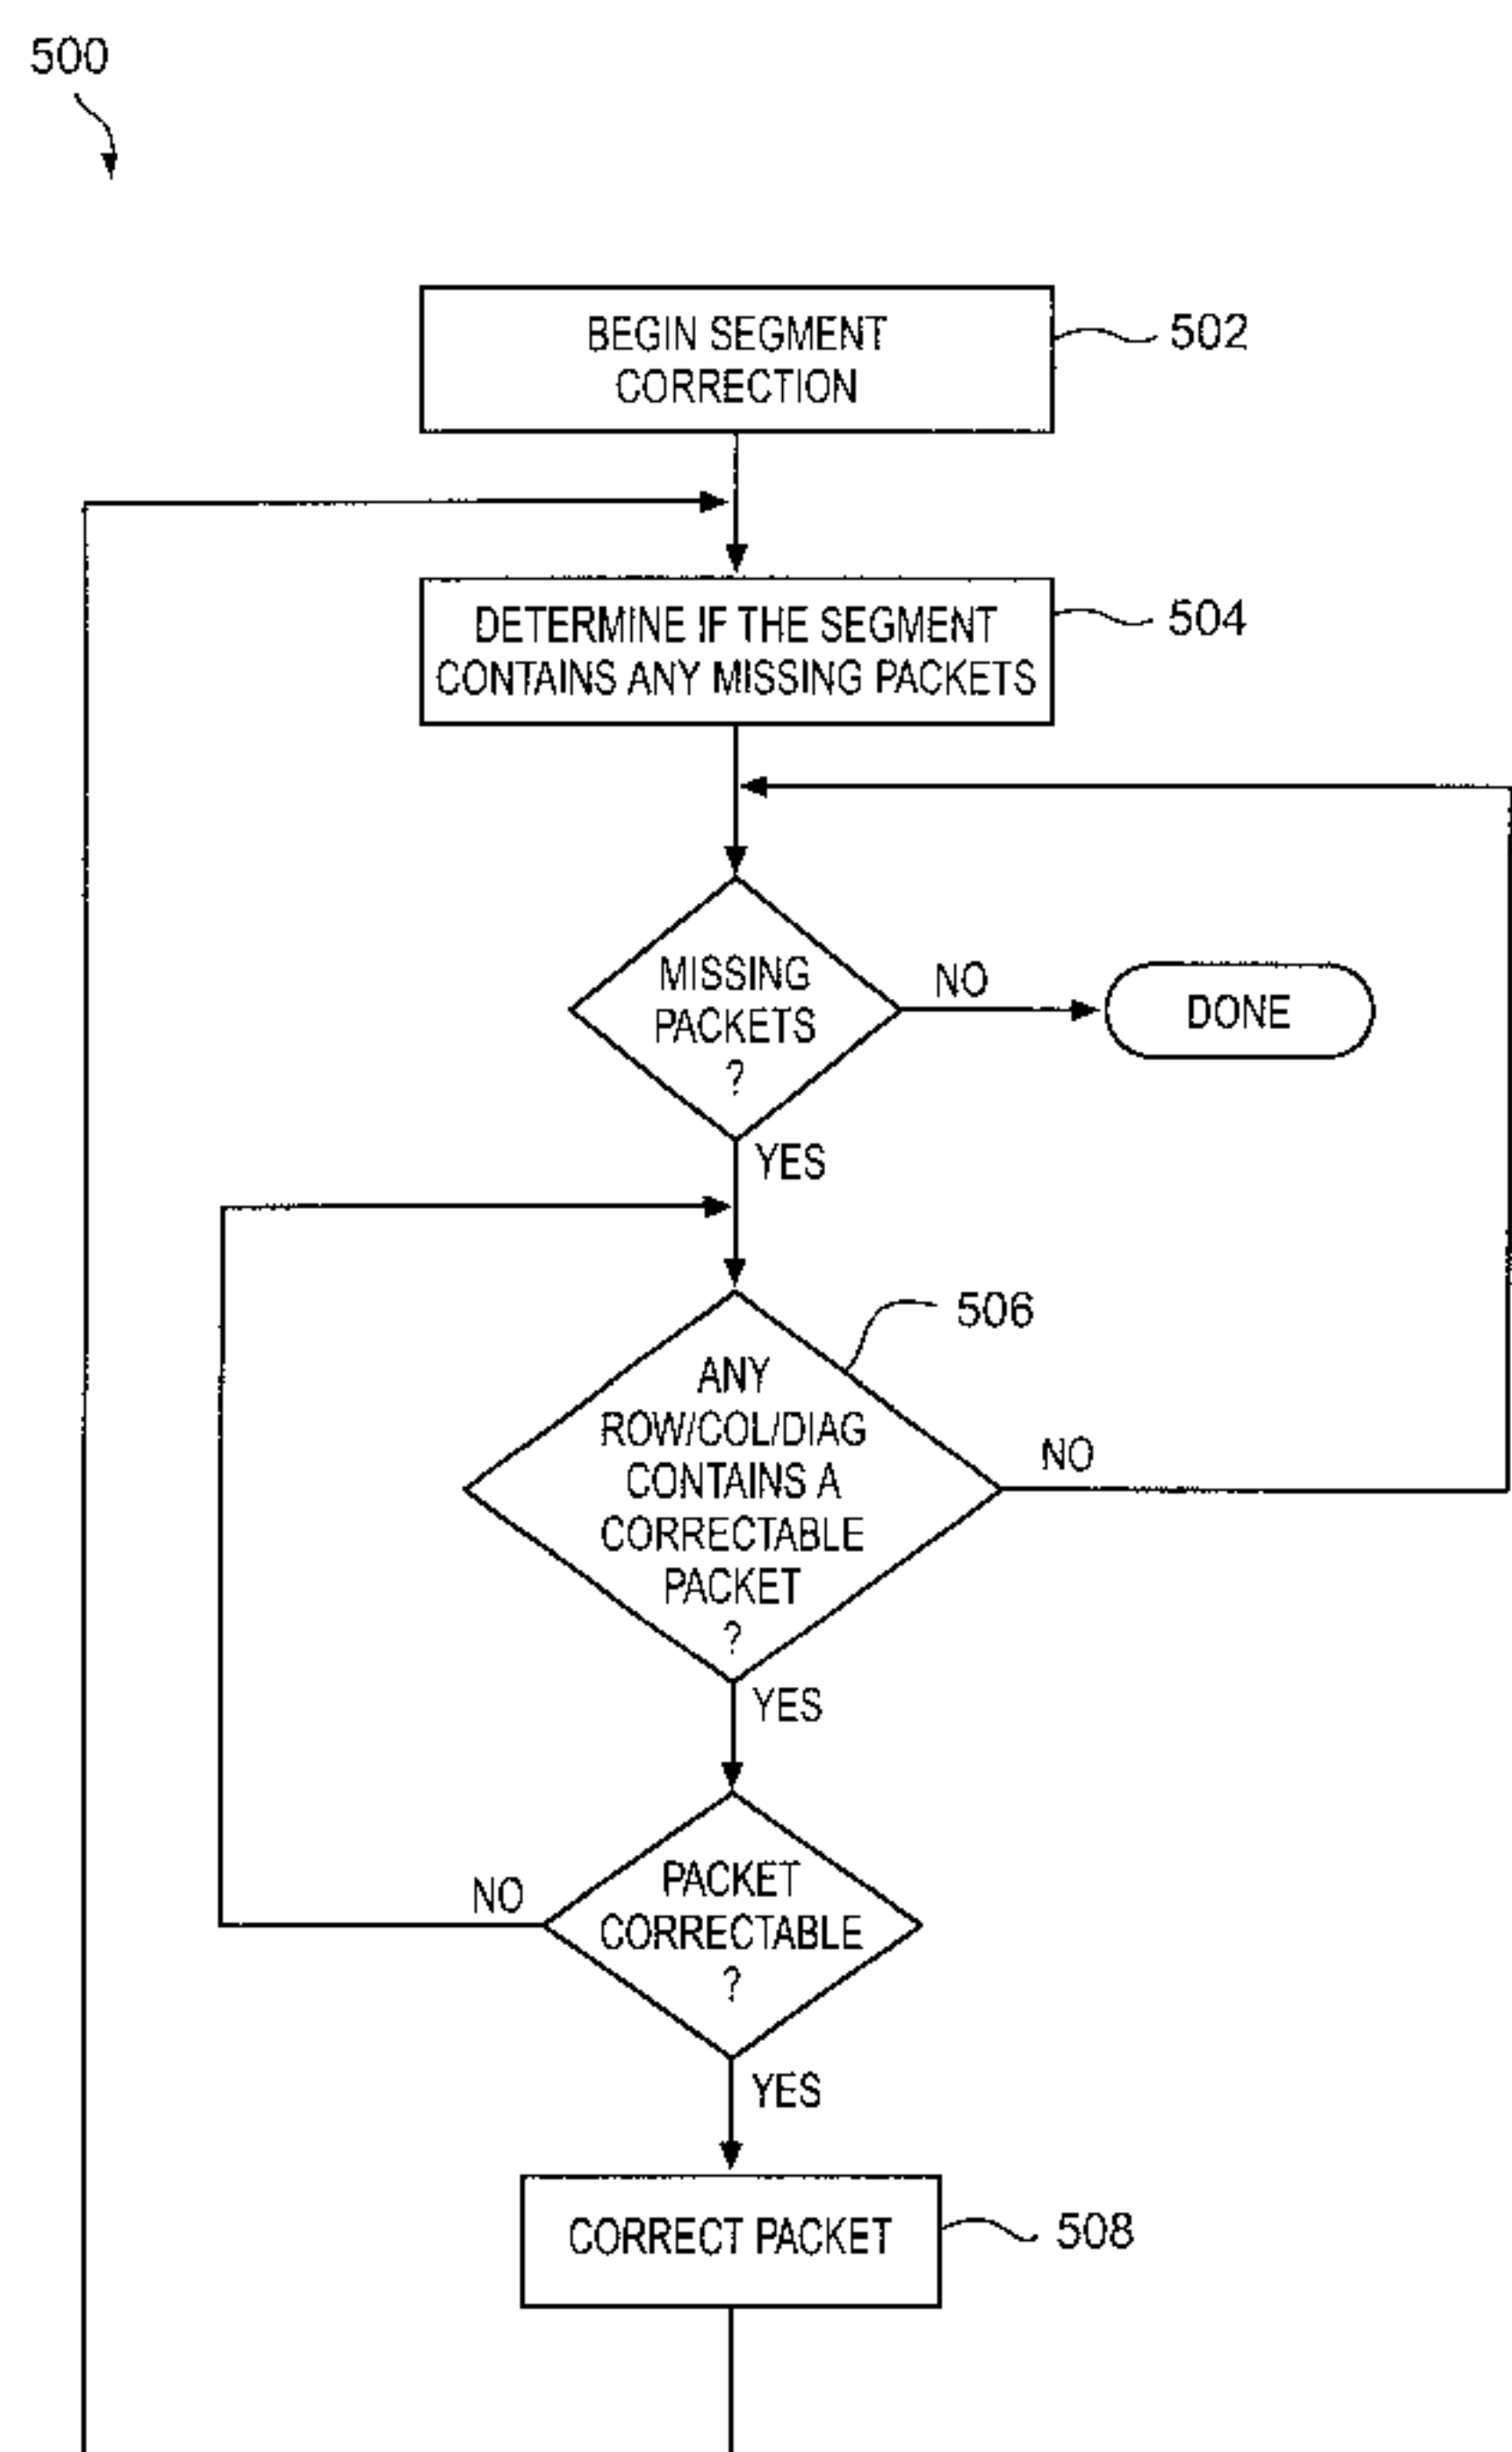 500
BEGIN SEGMENT
CORRECTION
502
DETERMINE IF THE SEGMENT
CONTAINS ANY MISSING PACKETS
504
MISSING
PACKETS
?
NO
DONE
YES
506
ANY
ROW/COL/DIAG
CONTAINS A
CORRECTABLE
PACKET
?
NO
YES
PACKET
CORRECTABLE
?
NO
YES
CORRECT PACKET
508